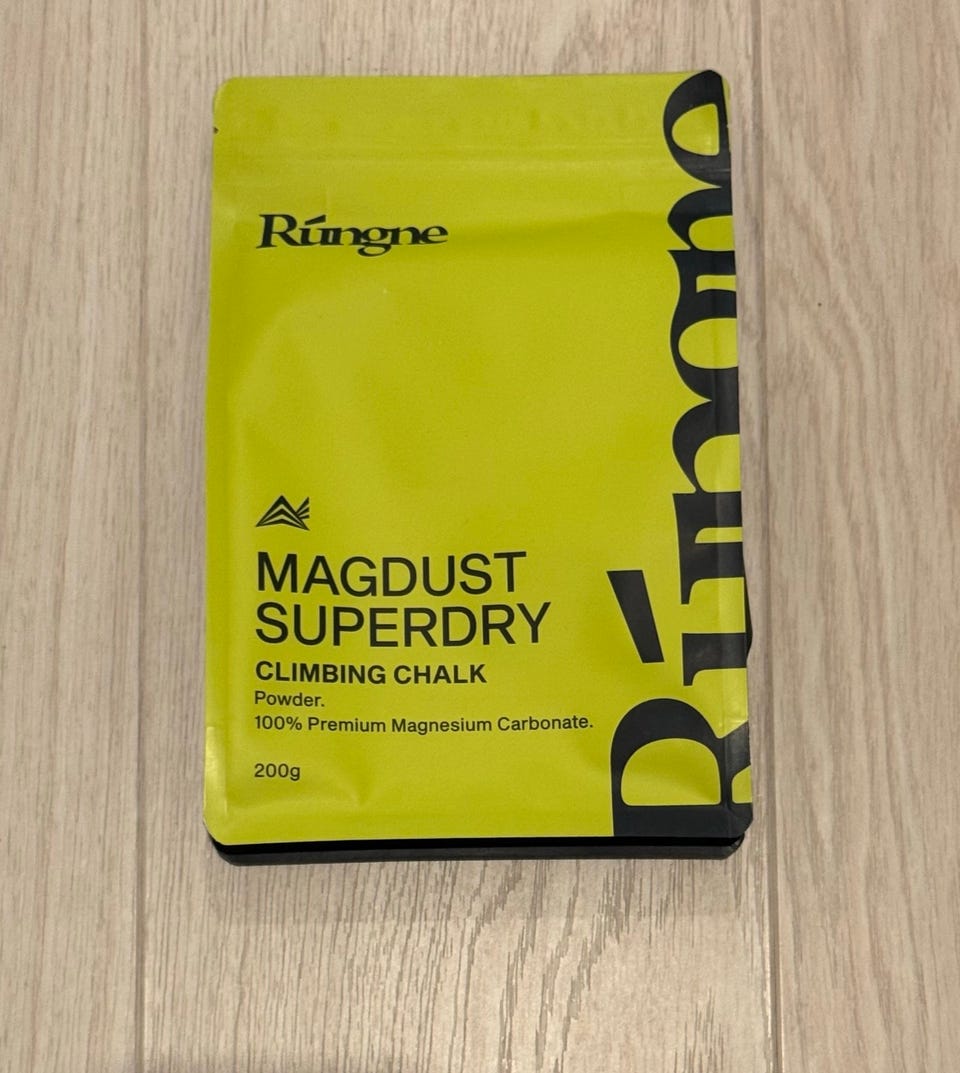 Rúngne
MAGDUST
SUPERDRY
CLIMBING CHALK
Powder.
100% Premium Magnesium Carbonate.
200g
Rúngne